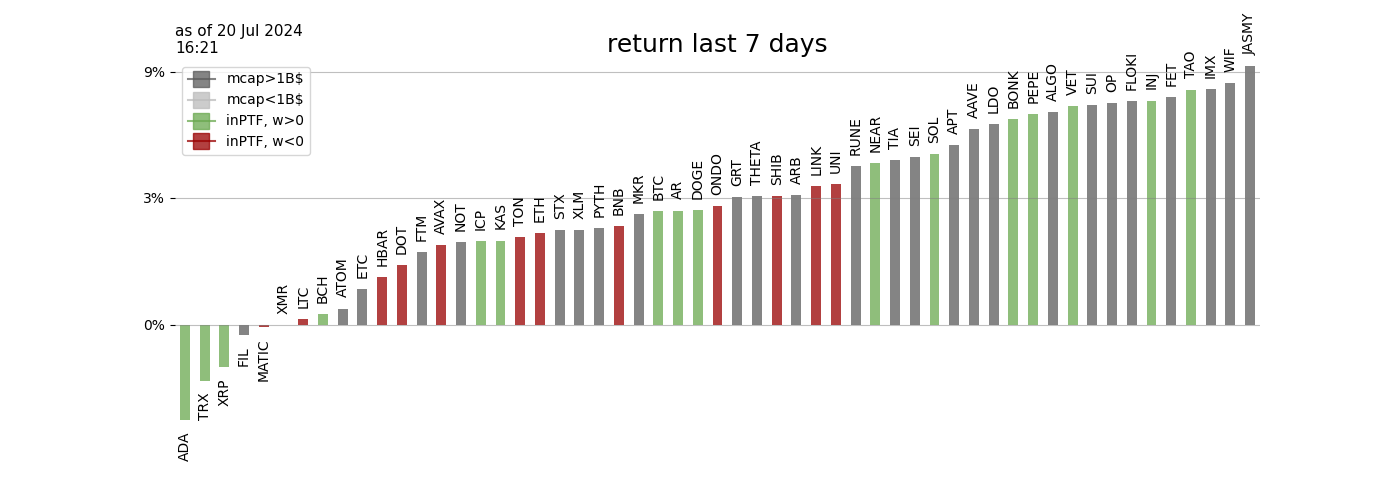 as of 20 Jul 2024
16:21
return last 7 days
mcap>1B$
mcap<1B$
inPTF, w>0
inPTF, w<0
9%
3%
0%
ADA
TRX
XRP
FIL
MATIC
XMR
LTC
BCH
ATOM
ETC
HBAR
DOT
FTM
AVAX
NOT
ICP
KAS
TON
ETH
STX
XLM
PYTH
BNB
MKR
BTC
AR
DOGE
ONDO
GRT
THETA
SHIB
ARB
LINK
UNI
RUNE
NEAR
TIA
SEI
SOL
APT
AAVE
LDO
BONK
PEPE
ALGO
VET
SUI
OP
FLOKI
INJ
FET
TAO
IMX
WIF
JASMY